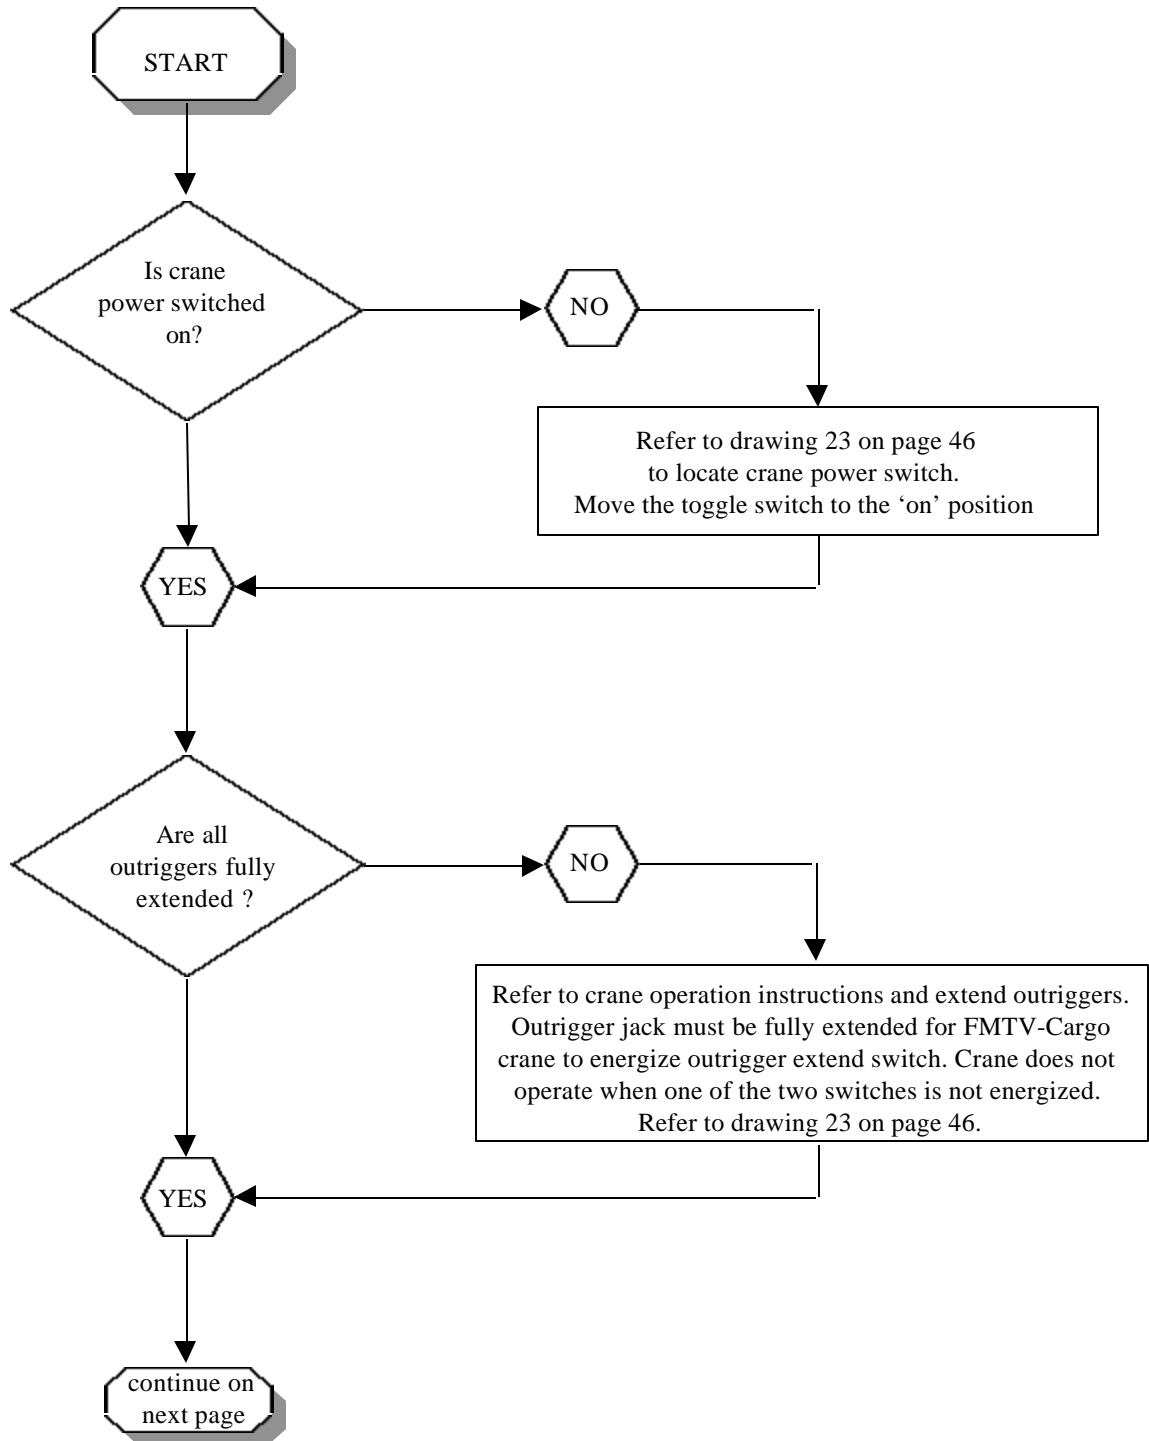 START
Is crane
power switched
on?
NO
Refer to drawing 23 on page 46
to locate crane power switch.
Move the toggle switch to the ‘on’ position
YES
Are all
outriggers fully
extended ?
NO
Refer to crane operation instructions and extend outriggers.
Outrigger jack must be fully extended for FMTV-Cargo
crane to energize outrigger extend switch. Crane does not
operate when one of the two switches is not energized.
Refer to drawing 23 on page 46.
YES
continue on
next page